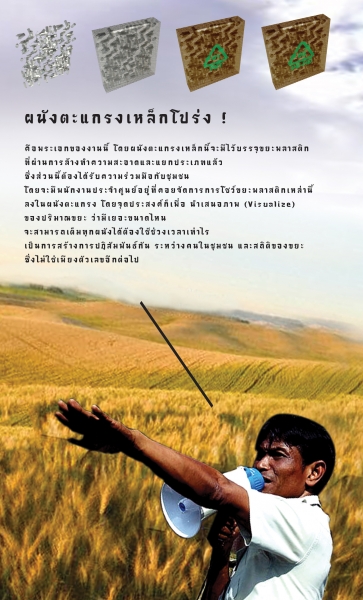 ผนังตะแกรงเหล็กโปร่ง !
คือพระเอกของงานนี้ โดยผนังตะแกรงเหล็กนี้จะมีไว้บรรจุขยะพลาสติก
ที่ผ่านการล้างทำความสะอาดและแยกประเภทแล้ว
ซึ่งส่วนนี้ต้องได้รับความร่วมมือกับชุมชน
โดยจะมีพนักงานประจำศูนย์อยู่ที่คอยจัดการการโชว์ขยะพลาสติกเหล่านี้
ลงในผนังตะแกรง โดยจุดประสงค์ก็เพื่อ นำเสนอภาพ (Visualize)
ของปริมาณขยะ ว่ามีเยอะขนาดไหน
จะสามารถเติมทุกผนังได้ต้องใช้ช่วงเวลาเท่าไร
เป็นการสร้างการปฏิสัมพันธ์กัน ระหว่างคนในชุมชน และสถิติของขยะ
ซึ่งไม่ใช่เพียงตัวเลขอีกต่อไป